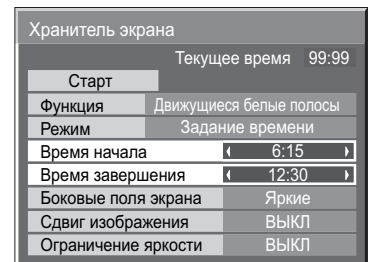 Хранитель экрана
Текущее время 99:99
Старт
Функция Движущиеся белые полосы
Режим Задание времени
Время начала 6:15
Время завершения 12:30
Боковые поля экрана Яркие
Сдвиг изображения ВЫКЛ
Ограничение яркости ВЫКЛ